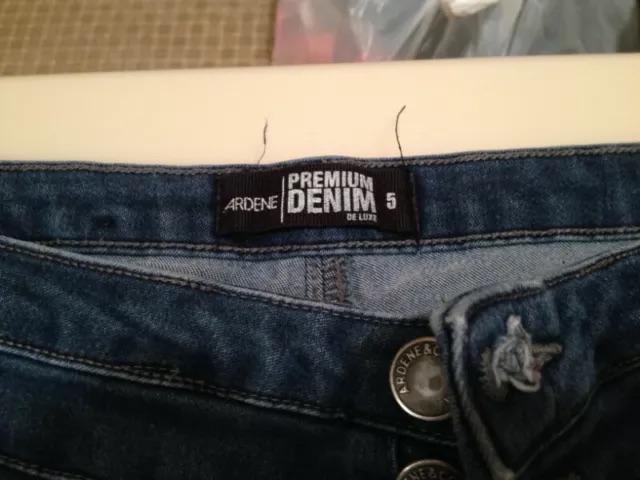 ARDENE
PREMIUM
DENIM
DE LUXE
5
ARDENE & C